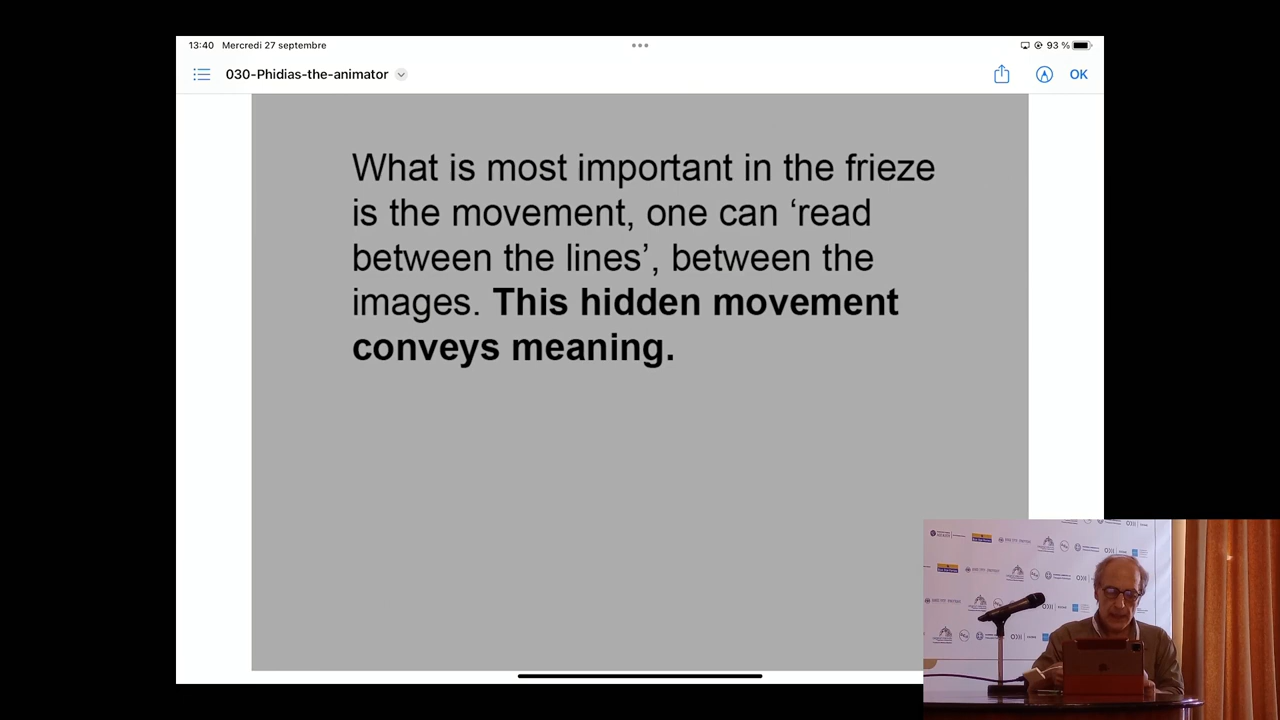 13:40 Mercredi 27 septembre
93 %
030-Phidias-the-animator
OK
What is most important in the frieze
is the movement, one can ‘read
between the lines’, between the
images. This hidden movement
conveys meaning.